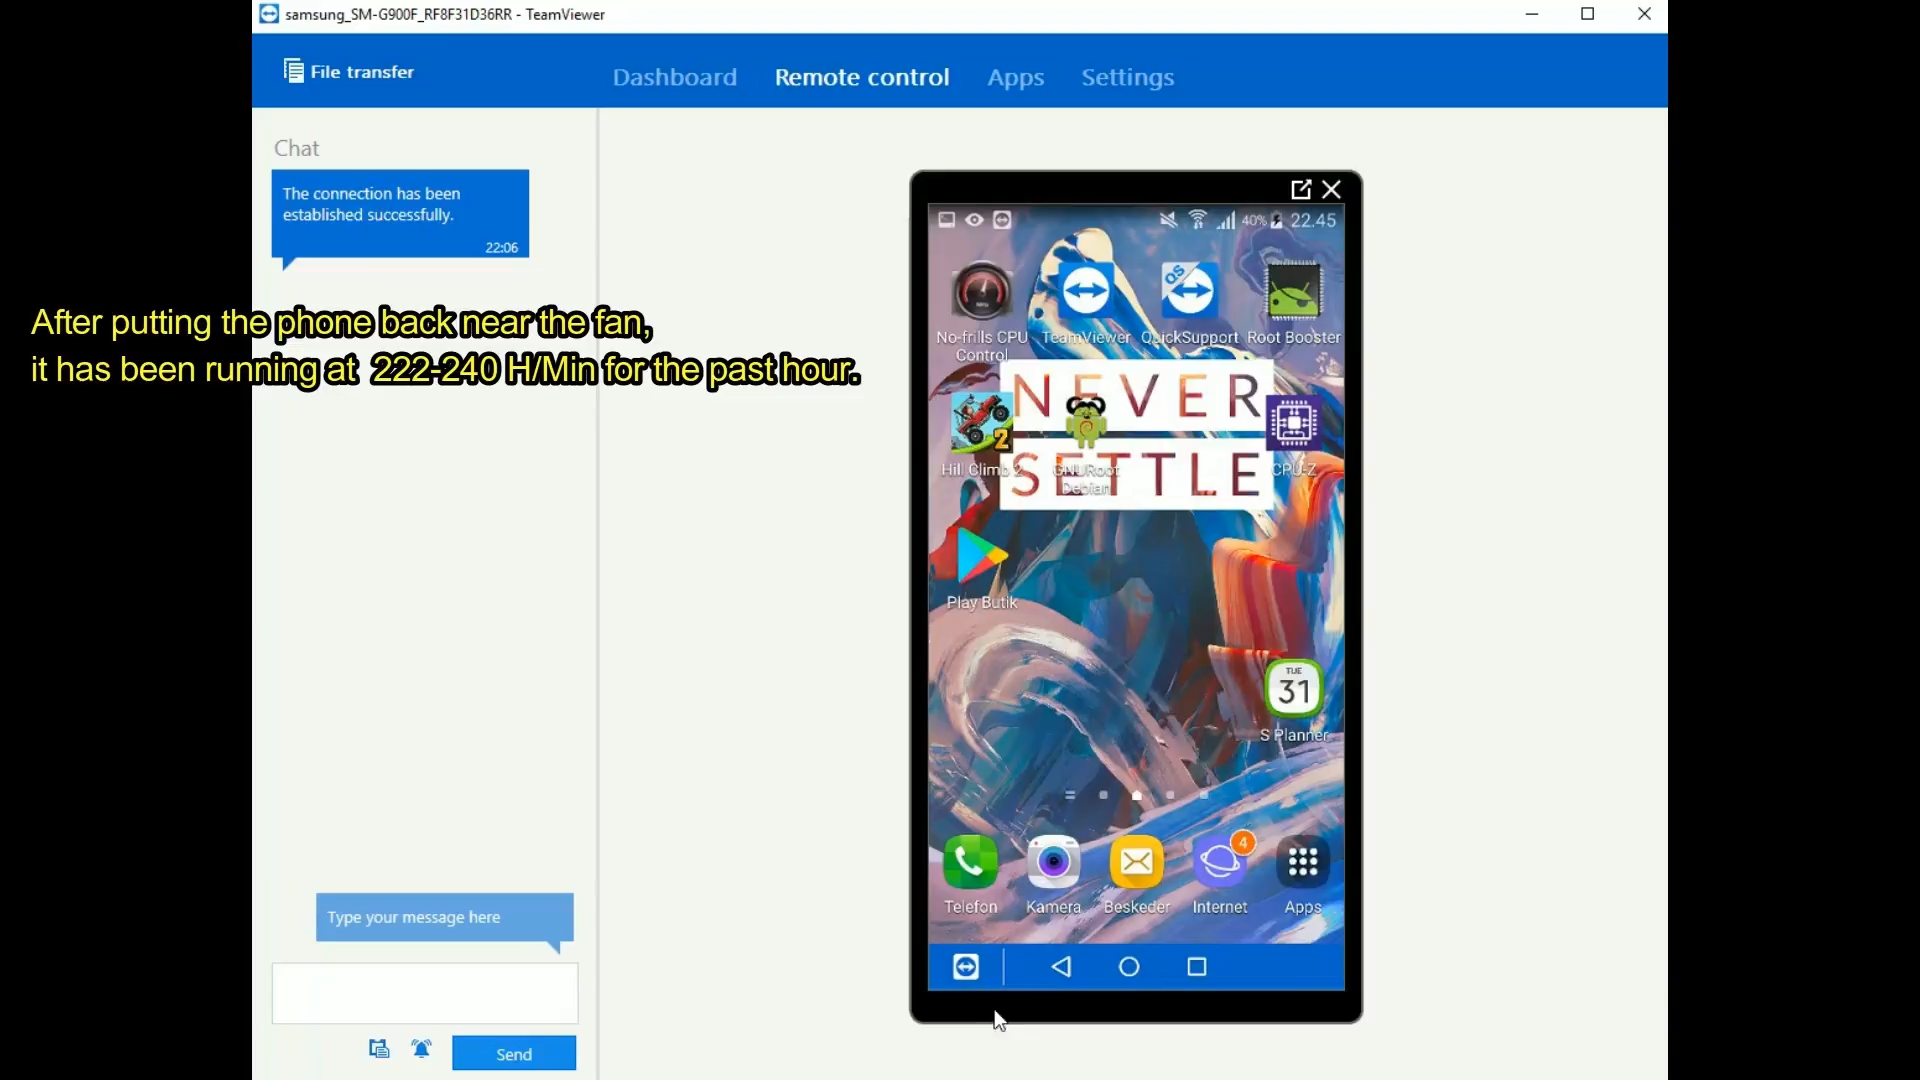 samsung_SM-G900F_RF8F31D36RR - TeamViewer
File transfer
Dashboard
Remote control
Apps
Settings
Chat
The connection has been
established successfully.
22:06
After putting the phone back near the fan,
it has been running at 222-240 H/Min for the past hour.
40% 22.45
No-frills CPU
Control
TeamViewer
QS
QuickSupport
Root Booster
NEVER
SETTLE
2
Hill Climb 2
GNURoot
Debian
CPU-Z
Play Butik
TUE
31
S Planner
4
Telefon
Kamera
Beskeder
Internet
Apps
Type your message here
Send